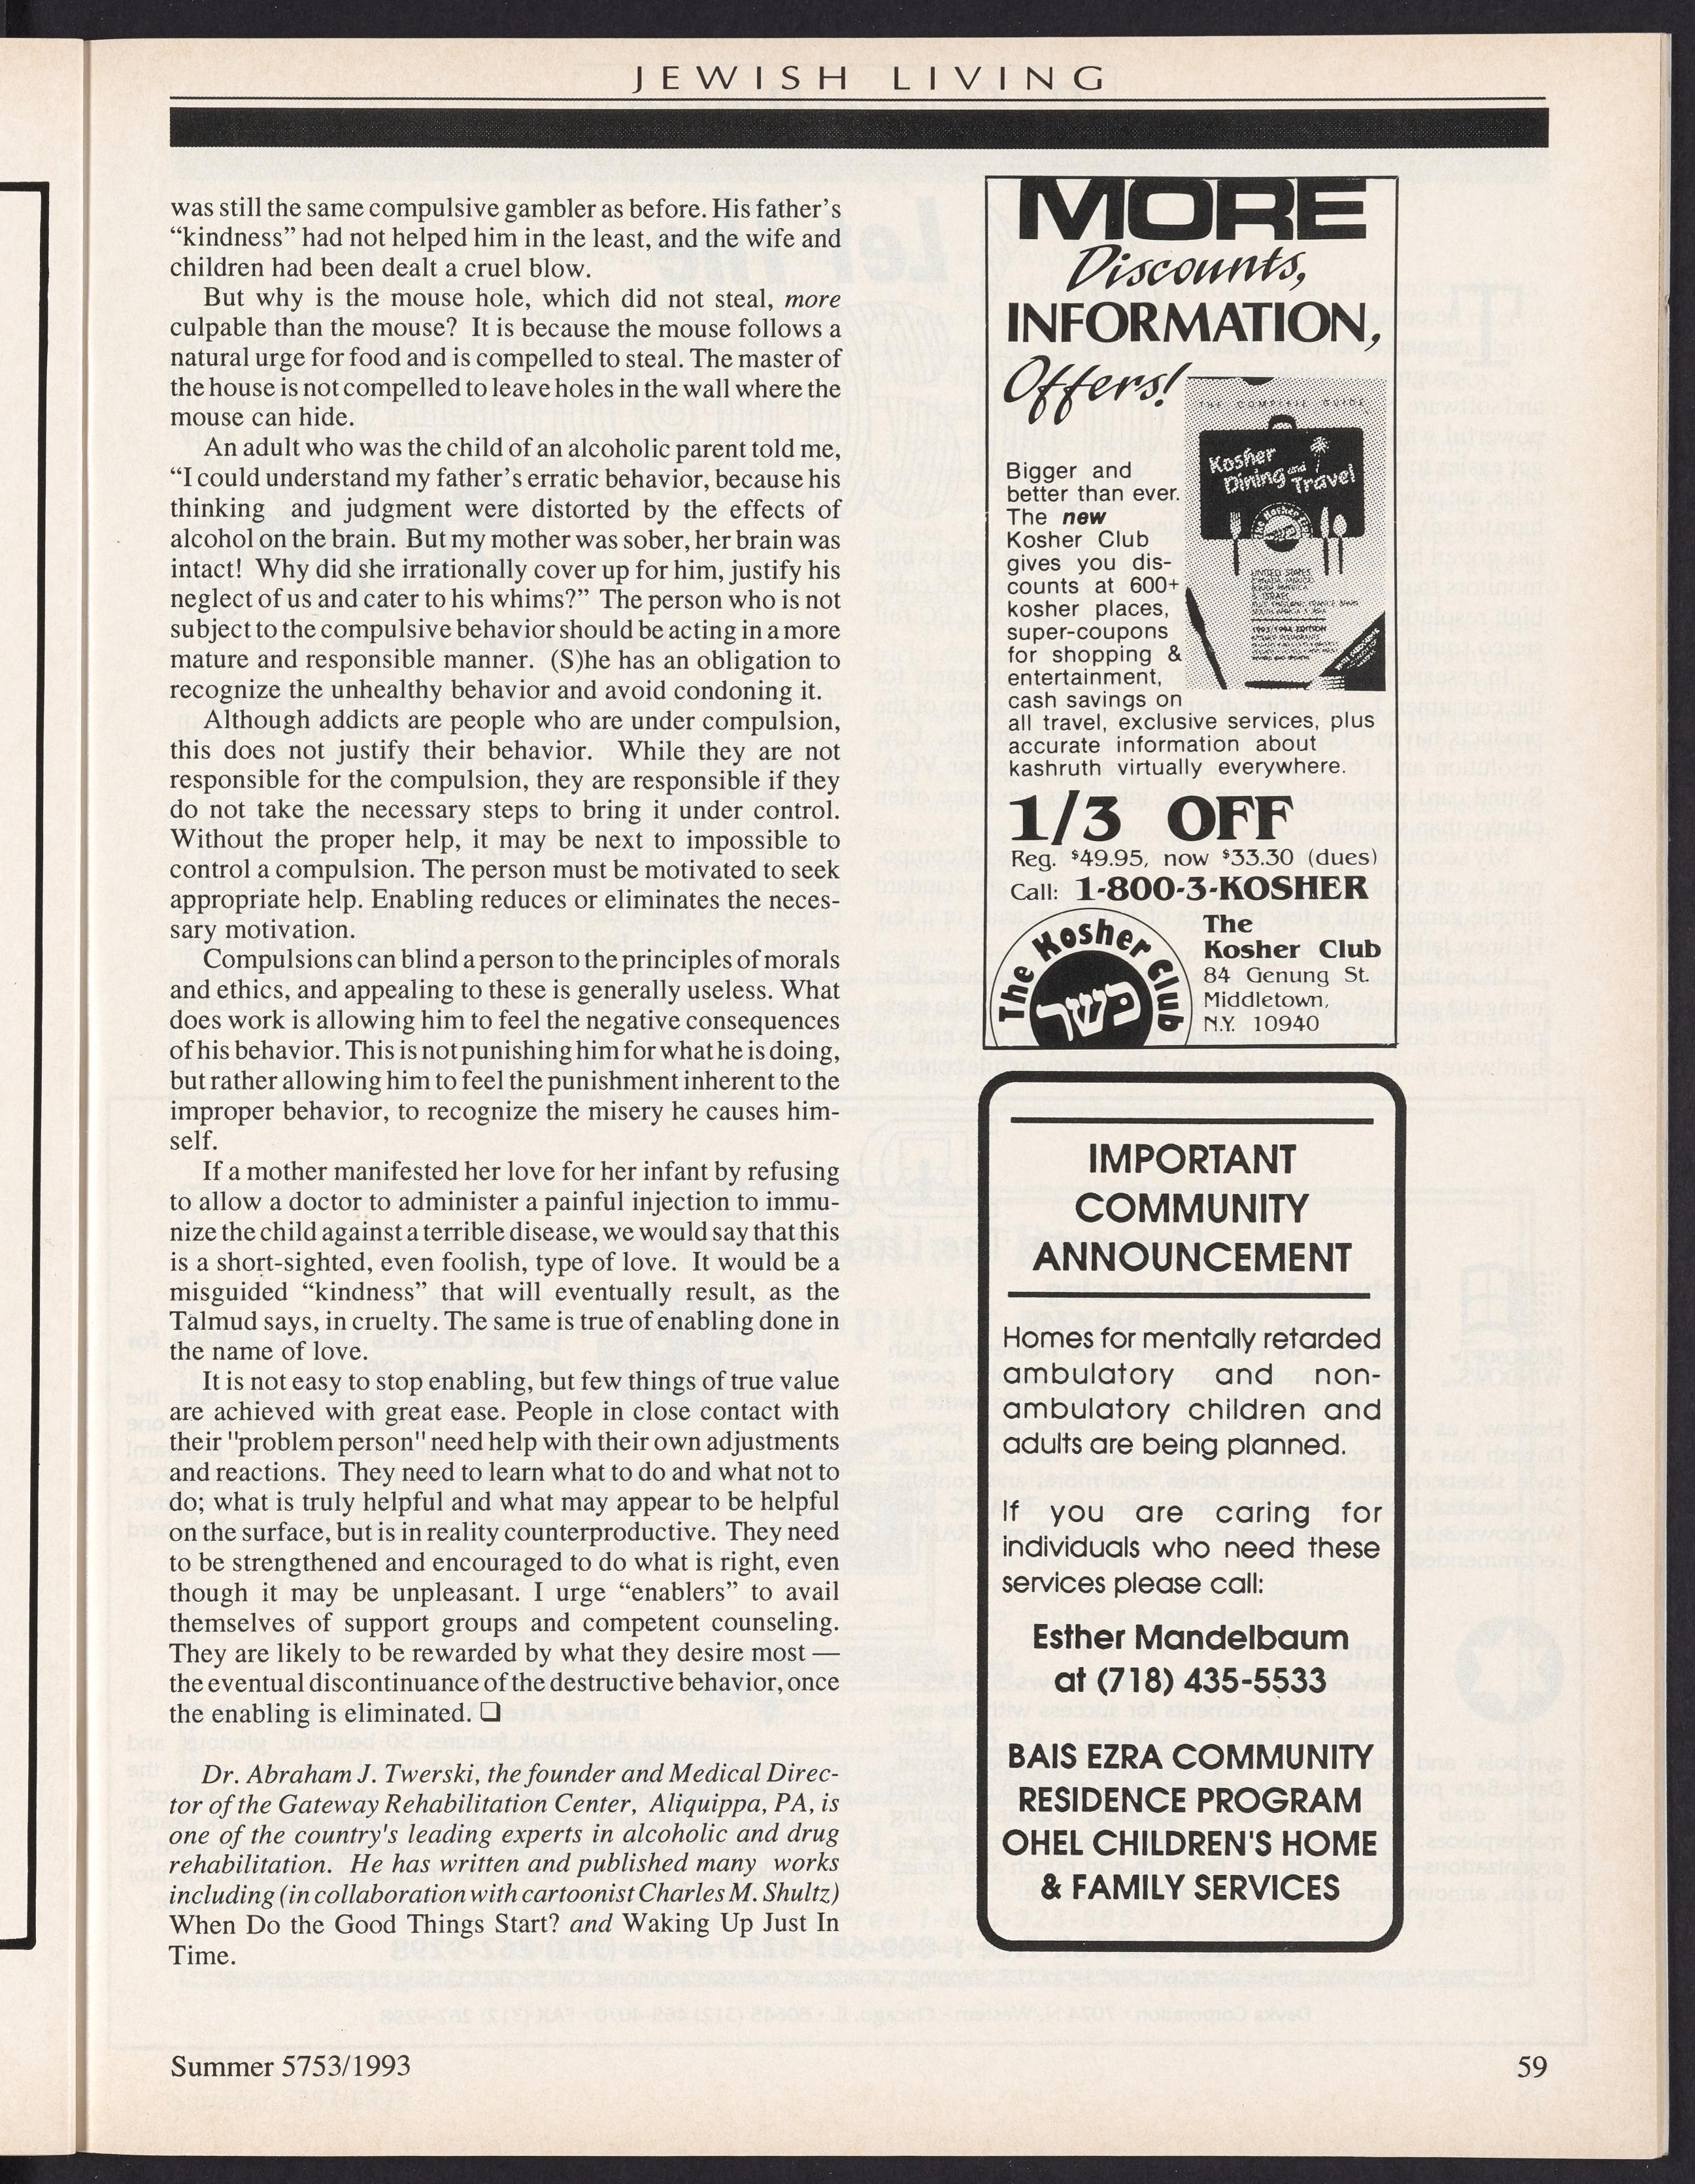 JEWISH LIVING
was still the same compulsive gambler as before. His father's
“kindness” had not helped him in the least, and the wife and
children had been dealt a cruel blow.
But why is the mouse hole, which did not steal, more
culpable than the mouse? It is because the mouse follows a
natural urge for food and is compelled to steal. The master of
the house is not compelled to leave holes in the wall where the
mouse can hide.
An adult who was the child of an alcoholic parent told me,
“I could understand my father's erratic behavior, because his
thinking and judgment were distorted by the effects of
alcohol on the brain. But my mother was sober, her brain was
intact! Why did she irrationally cover up for him, justify his
neglect of us and cater to his whims?” The person who is not
subject to the compulsive behavior should be acting in a more
mature and responsible manner. (S)he has an obligation to
recognize the unhealthy behavior and avoid condoning it.
Although addicts are people who are under compulsion,
this does not justify their behavior. While they are not
responsible for the compulsion, they are responsible if they
do not take the necessary steps to bring it under control.
Without the proper help, it may be next to impossible to
control a compulsion. The person must be motivated to seek
appropriate help. Enabling reduces or eliminates the neces-
sary motivation.
Compulsions can blind a person to the principles of morals
and ethics, and appealing to these is generally useless. What
does work is allowing him to feel the negative consequences
of his behavior. This is not punishing him for what he is doing,
but rather allowing him to feel the punishment inherent to the
improper behavior, to recognize the misery he causes him-
self.
If a mother manifested her love for her infant by refusing
to allow a doctor to administer a painful injection to immu-
nize the child against a terrible disease, we would say that this
is a short-sighted, even foolish, type of love. It would be a
misguided “kindness” that will eventually result, as the
Talmud says, in cruelty. The same is true of enabling done in
the name of love.
It is not easy to stop enabling, but few things of true value
are achieved with great ease. People in close contact with
their "problem person" need help with their own adjustments
and reactions. They need to learn what to do and what not to
do; what is truly helpful and what may appear to be helpful
on the surface, but is in reality counterproductive. They need
to be strengthened and encouraged to do what is right, even
though it may be unpleasant. I urge “enablers” to avail
themselves of support groups and competent counseling.
They are likely to be rewarded by what they desire most —
the eventual discontinuance of the destructive behavior, once
the enabling is eliminated. ❑
Dr. Abraham J. Twerski, the founder and Medical Direc-
tor of the Gateway Rehabilitation Center, Aliquippa, PA, is
one of the country's leading experts in alcoholic and drug
rehabilitation. He has written and published many works
including (in collaboration with cartoonist Charles M. Shultz)
When Do the Good Things Start? and Waking Up Just In
Time.
MORE
Discounts,
INFORMATION,
Offers!
THE COMPLETE GUIDE
Kosher
Dining and
Travel
The Kosher Club
UNITED STATES
1993/1994 EDITION
Bigger and
better than ever.
The new
Kosher Club
gives you dis-
counts at 600+
kosher places,
super-coupons
for shopping &
entertainment,
cash savings on
all travel, exclusive services, plus
accurate information about
kashruth virtually everywhere.
1/3 OFF
Reg. $49.95, now $33.30 (dues)
Call: 1-800-3-KOSHER
The Kosher Club
כשר
The
Kosher Club
84 Genung St.
Middletown,
N.Y. 10940
IMPORTANT
COMMUNITY
ANNOUNCEMENT
Homes for mentally retarded
ambulatory and non-
ambulatory children and
adults are being planned.
If you are caring for
individuals who need these
services please call:
Esther Mandelbaum
at (718) 435-5533
BAIS EZRA COMMUNITY
RESIDENCE PROGRAM
OHEL CHILDREN'S HOME
& FAMILY SERVICES
Summer 5753/1993
59